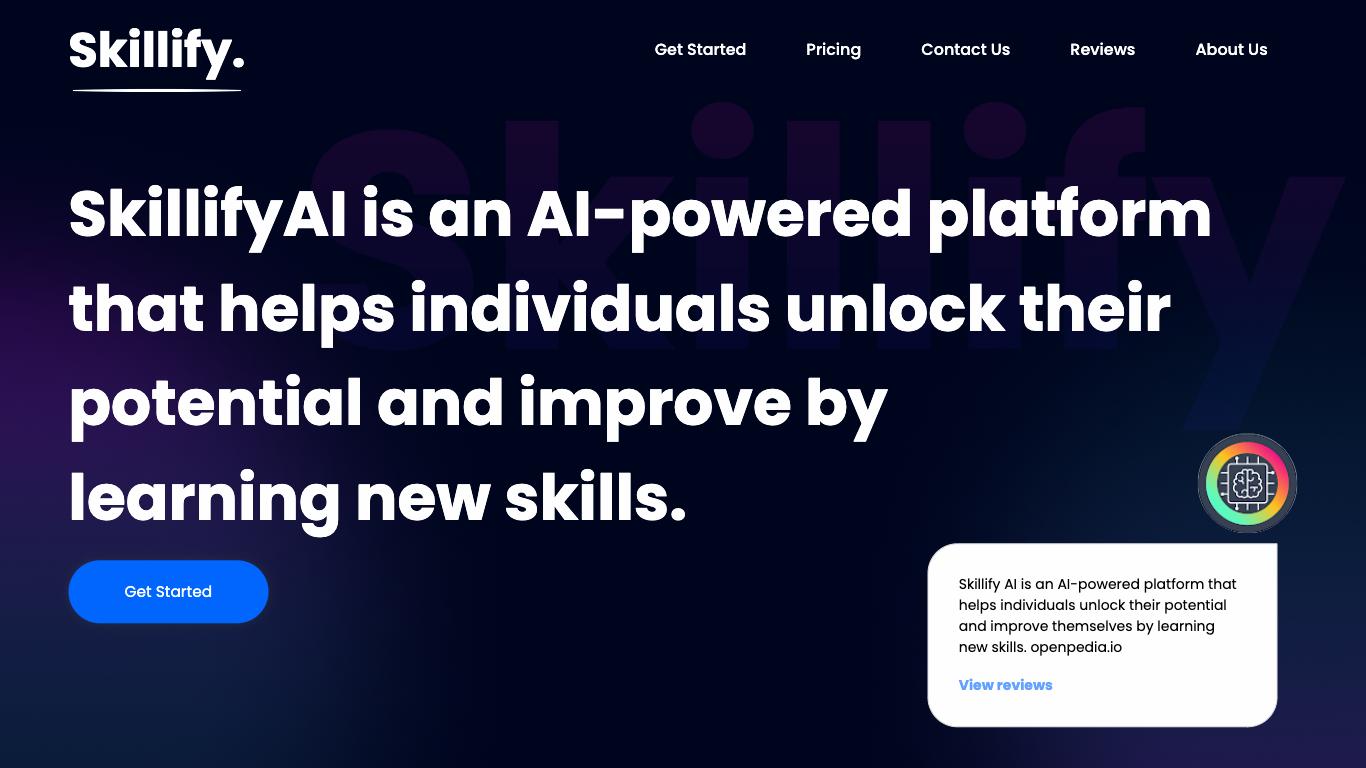 Skillify.
Get Started
Pricing
Contact Us
Reviews
About Us
Skillify
SkillifyAI is an AI-powered platform
that helps individuals unlock their
potential and improve by
learning new skills.
Get Started
Skillify AI is an AI-powered platform that
helps individuals unlock their potential
and improve themselves by learning
new skills. openpedia.io
View reviews